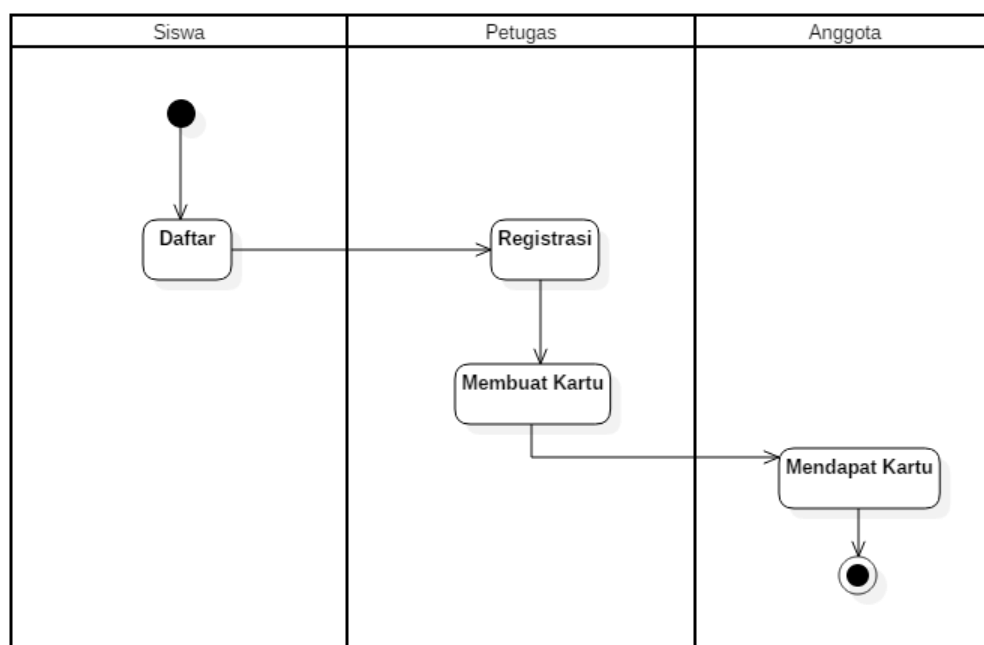 Siswa
Petugas
Anggota
Daftar
Registrasi
Membuat Kartu
Mendapat Kartu